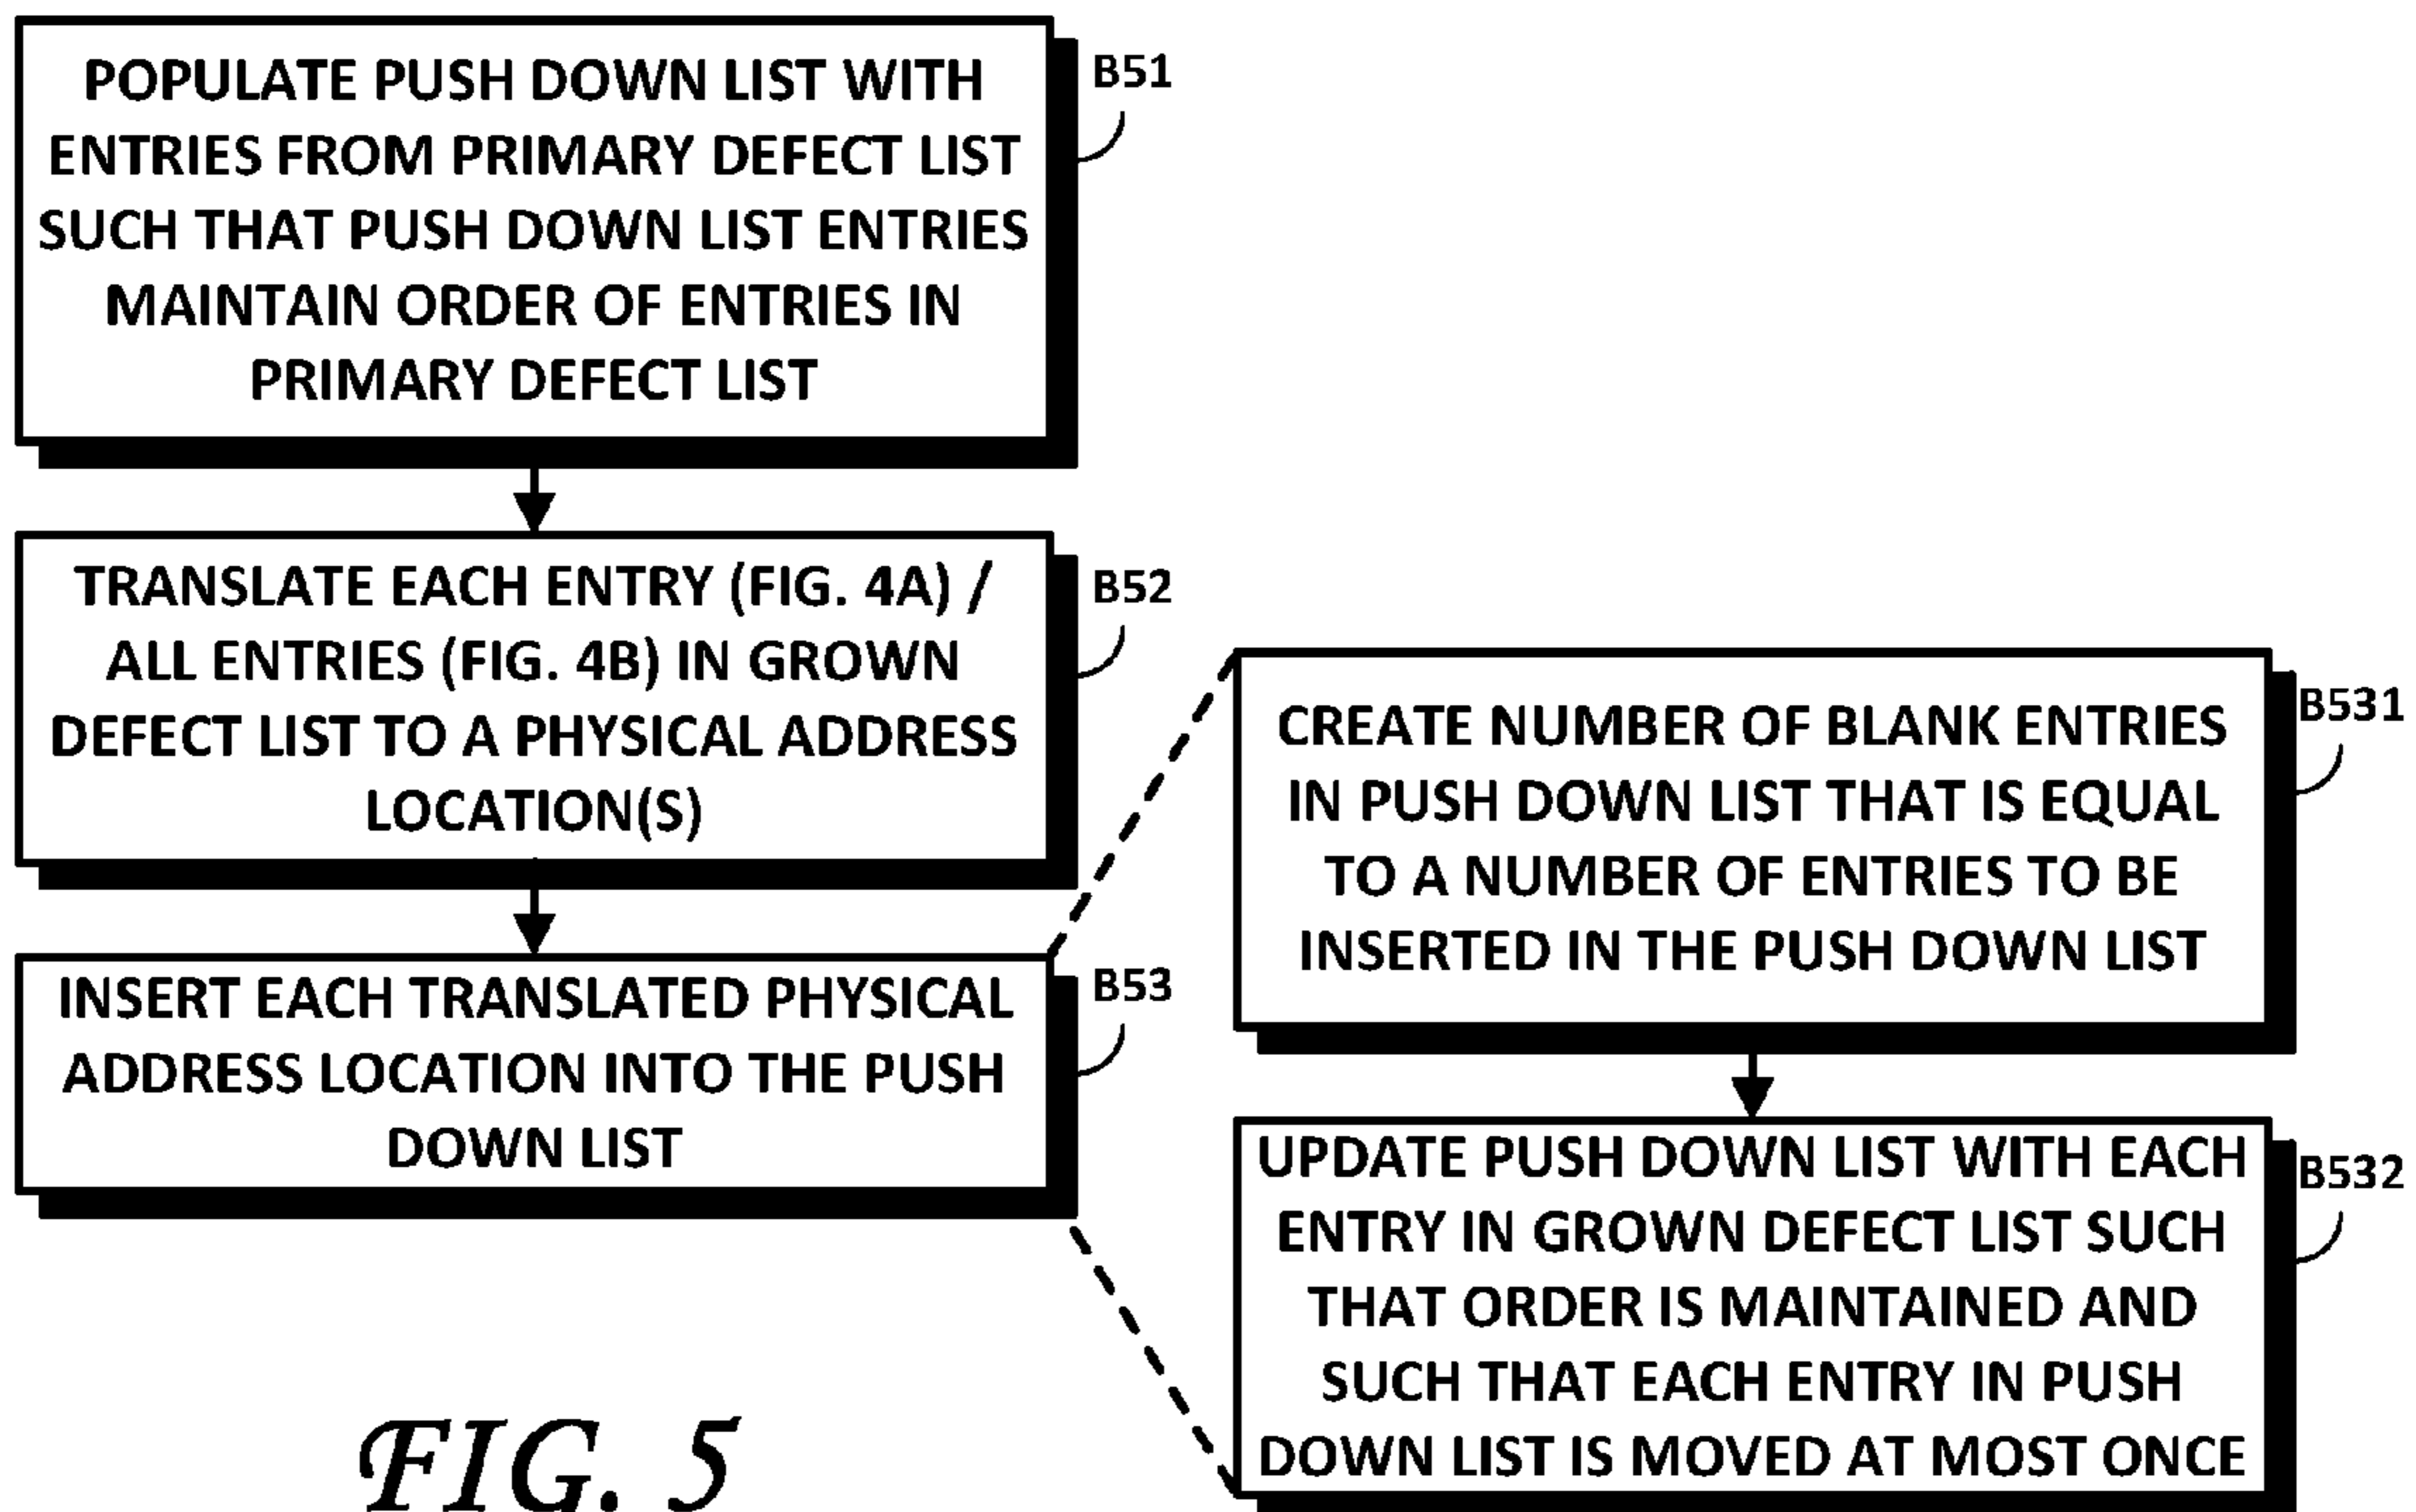 POPULATE PUSH DOWN LIST WITH
ENTRIES FROM PRIMARY DEFECT LIST
SUCH THAT PUSH DOWN LIST ENTRIES
MAINTAIN ORDER OF ENTRIES IN
PRIMARY DEFECT LIST
B51
TRANSLATE EACH ENTRY (FIG. 4A) /
ALL ENTRIES (FIG. 4B) IN GROWN
DEFECT LIST TO A PHYSICAL ADDRESS
LOCATION(S)
B52
INSERT EACH TRANSLATED PHYSICAL
ADDRESS LOCATION INTO THE PUSH
DOWN LIST
B53
CREATE NUMBER OF BLANK ENTRIES
IN PUSH DOWN LIST THAT IS EQUAL
TO A NUMBER OF ENTRIES TO BE
INSERTED IN THE PUSH DOWN LIST
B531
UPDATE PUSH DOWN LIST WITH EACH
ENTRY IN GROWN DEFECT LIST SUCH
THAT ORDER IS MAINTAINED AND
SUCH THAT EACH ENTRY IN PUSH
DOWN LIST IS MOVED AT MOST ONCE
B532
FIG. 5